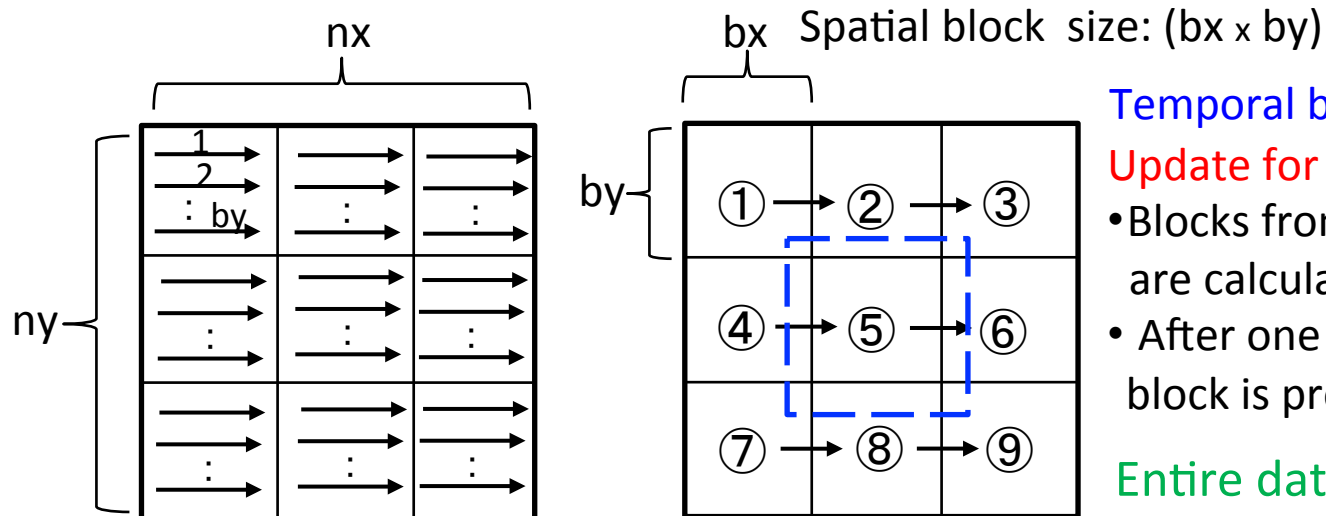 nx
1
2
: by
:
:
:
:
:
:
:
:
ny
bx
Spatial block size: (bx x by)
by
① ② ③
④ ⑤ ⑥
⑦ ⑧ ⑨
Temporal b
Update for
•Blocks fron
are calcula
• After one
block is pr
Entire dat